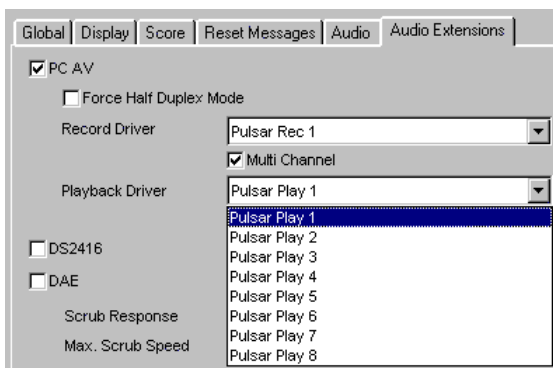 Global Display Score Reset Messages Audio Audio Extensions
PC AV
Force Half Duplex Mode
Record Driver Pulsar Rec 1
Multi Channel
Playback Driver Pulsar Play 1
Pulsar Play 1
Pulsar Play 2
DS2416
Pulsar Play 3
Pulsar Play 4
DAE
Pulsar Play 5
Scrub Response Pulsar Play 6
Pulsar Play 7
Max. Scrub Speed
Pulsar Play 8